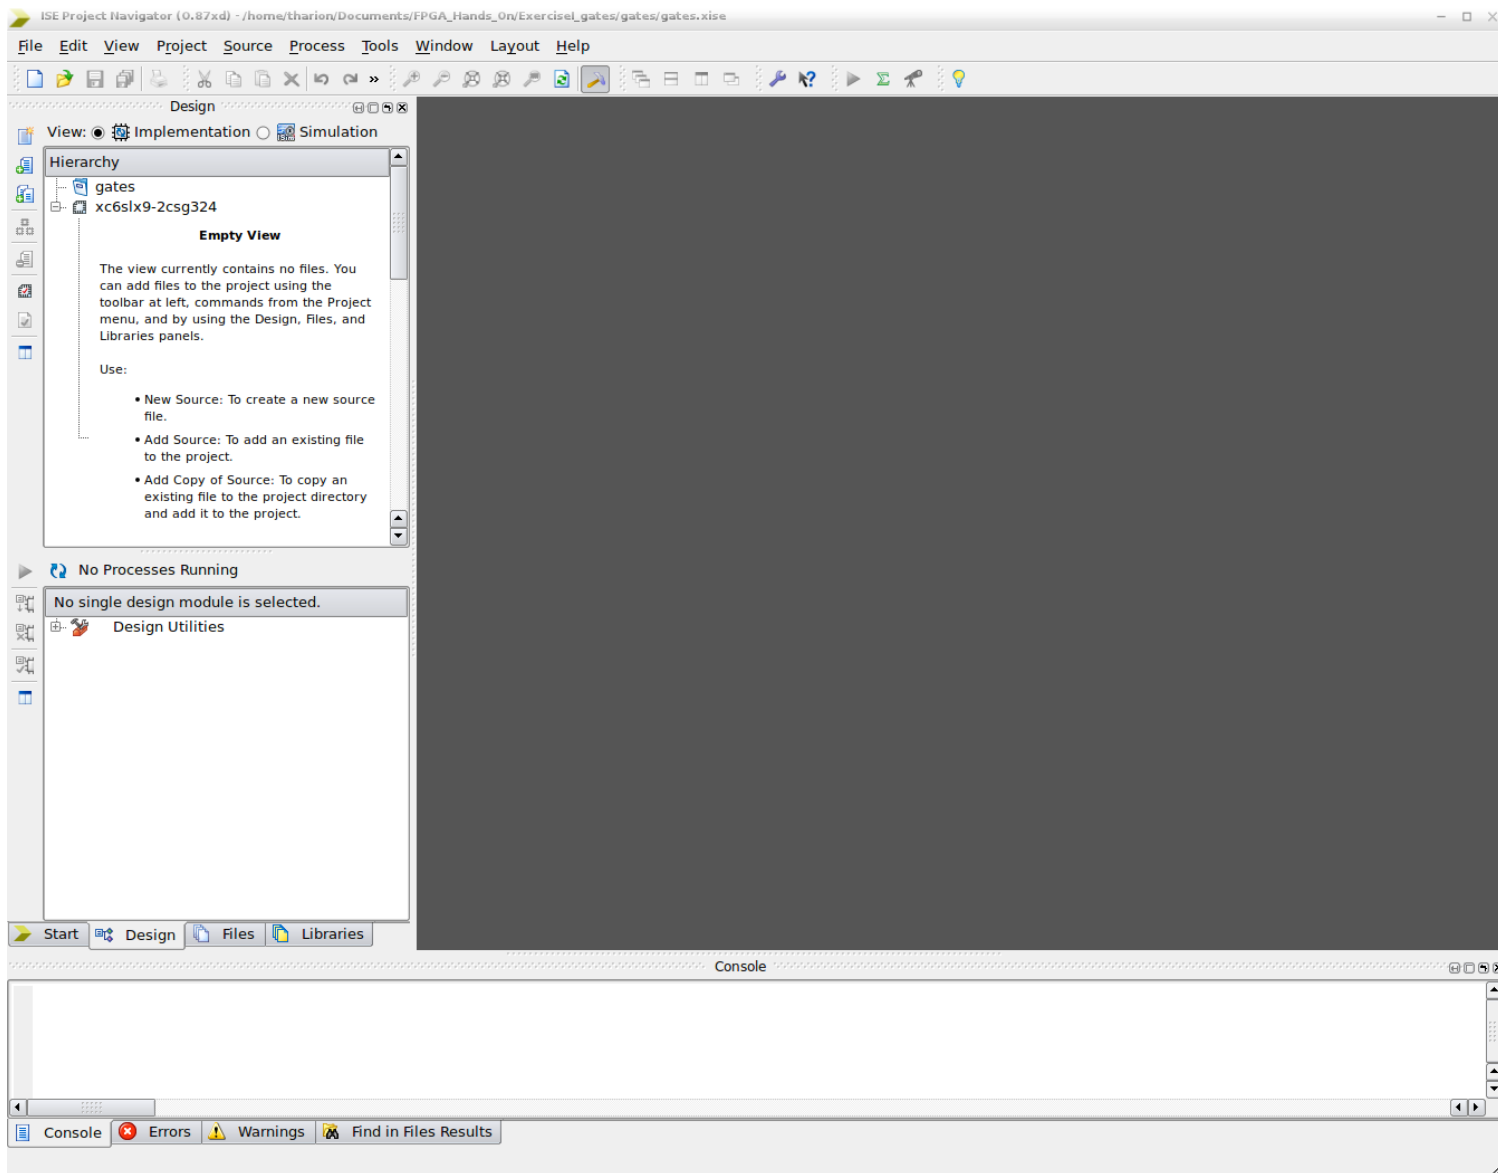 ISE Project Navigator (O.87xd) - /home/tharion/Documents/FPGA_Hands_On/Exercise1_gates/gates/gates.xise
File Edit View Project Source Process Tools Window Layout Help
Design
View: Implementation Simulation
Hierarchy
gates
xc6slx9-2csg324
Empty View
The view currently contains no files. You
can add files to the project using the
toolbar at left, commands from the Project
menu, and by using the Design, Files, and
Libraries panels.
Use:
• New Source: To create a new source
file.
• Add Source: To add an existing file
to the project.
• Add Copy of Source: To copy an
existing file to the project directory
and add it to the project.
No Processes Running
No single design module is selected.
Design Utilities
Start Design Files Libraries
Console
Console Errors Warnings Find in Files Results